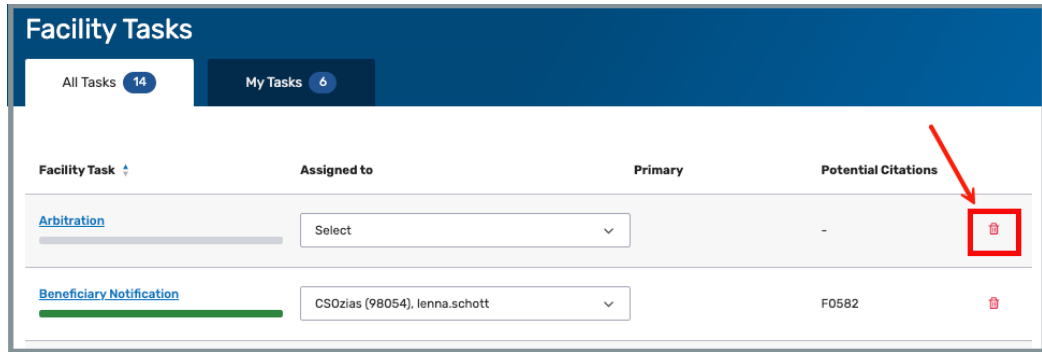 Facility Tasks
All Tasks 14 My Tasks 6
Facility Task Assigned to Primary Potential Citations
Arbitration Select -
Beneficiary Notification CSOzias (98054), lenna.schott F0582